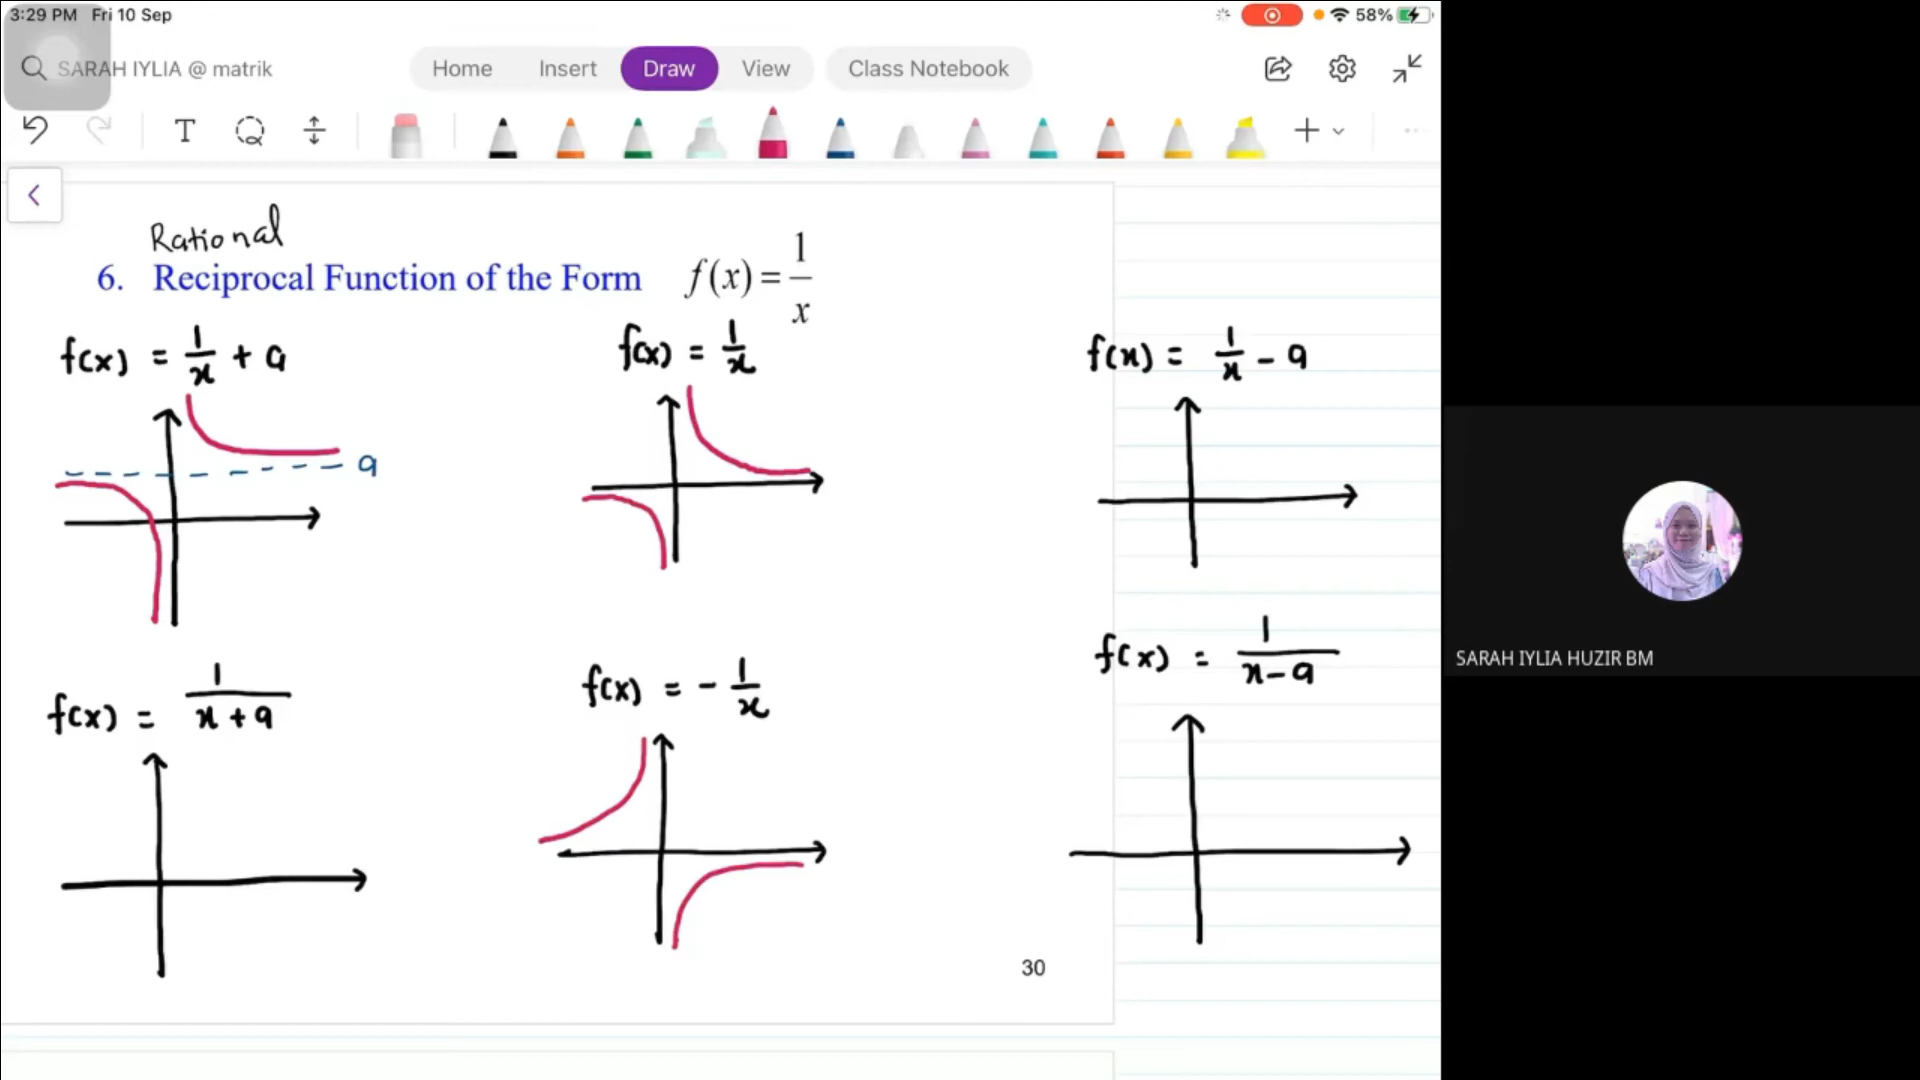 3:29 PM Fri 10 Sep
58%
SARAH IYLIA @ matrik
Home Insert Draw View Class Notebook
T
Rational
6. Reciprocal Function of the Form f(x) = 1/x
f(x) = 1/x + a
f(x) = 1/x
f(x) = 1/x - a
a
f(x) = 1/(x + a)
f(x) = - 1/x
f(x) = 1/(x - a)
30
SARAH IYLIA HUZIR BM